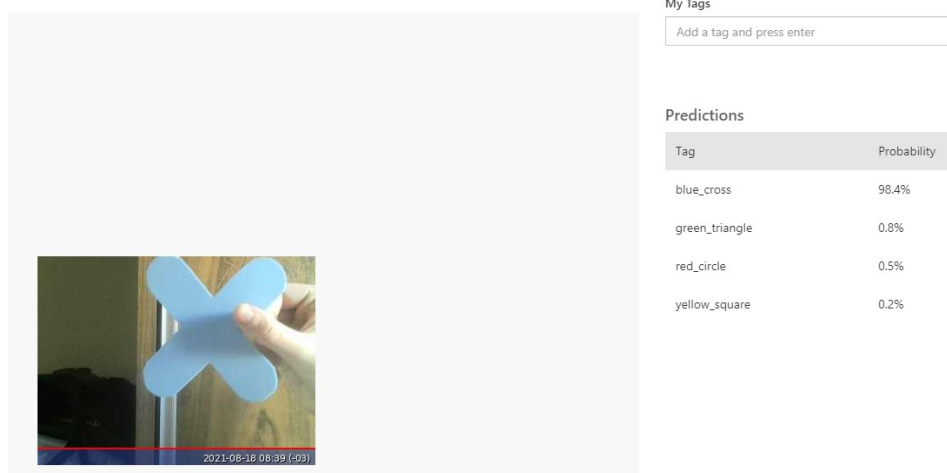 My Tags
Add a tag and press enter
Predictions
Tag Probability
blue_cross 98.4%
green_triangle 0.8%
red_circle 0.5%
yellow_square 0.2%
2021-08-18 08:39 (-03)